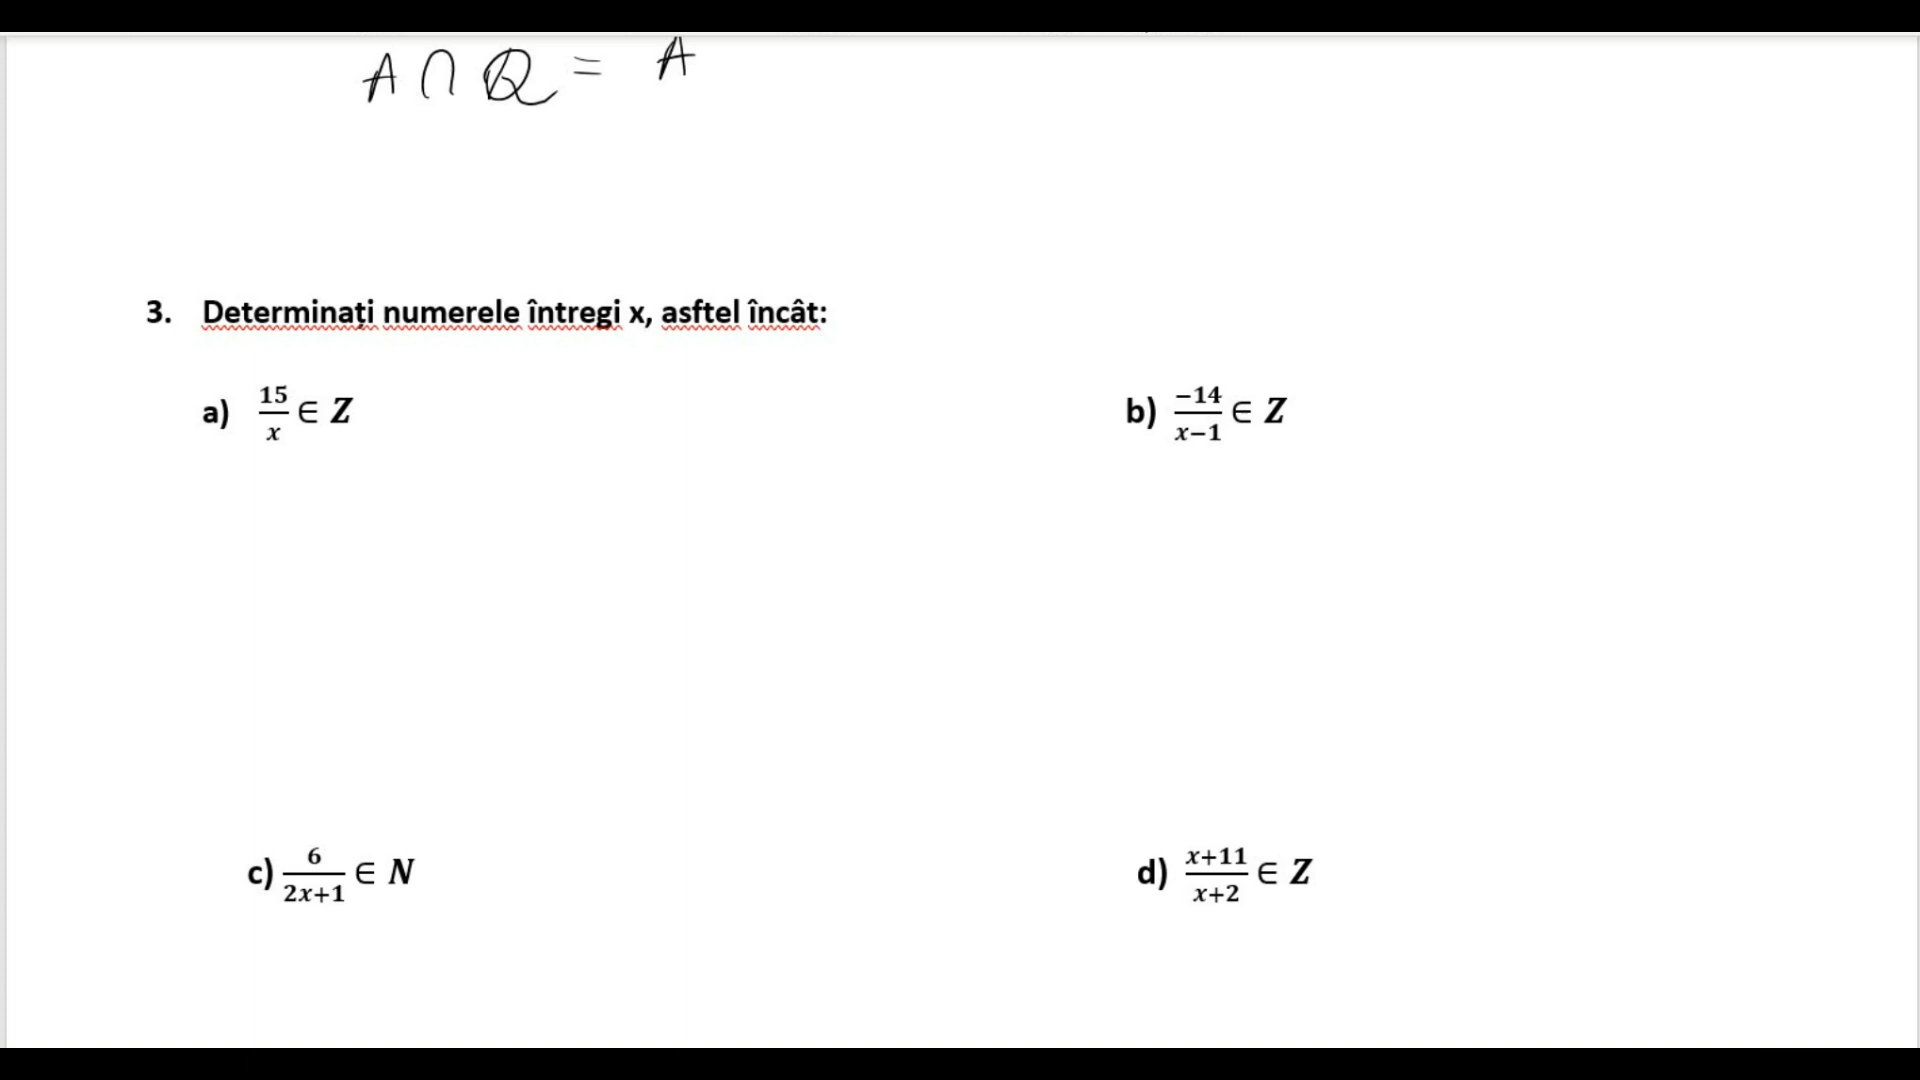 A ∩ Q = A
3. Determinați numerele întregi x, asftel încât:
a) 15/x ∈ Z
b) −14/x−1 ∈ Z
c) 6/2x+1 ∈ N
d) x+11/x+2 ∈ Z